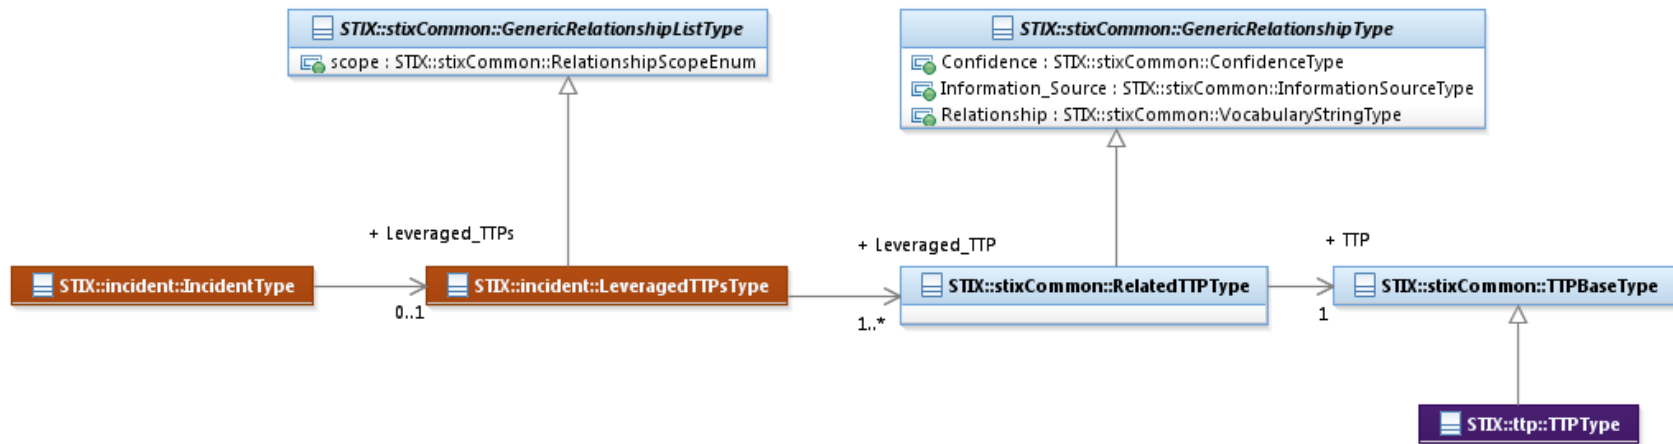 STIX::stixCommon::GenericRelationshipListType
scope : STIX::stixCommon::RelationshipScopeEnum
STIX::stixCommon::GenericRelationshipType
Confidence : STIX::stixCommon::ConfidenceType
Information_Source : STIX::stixCommon::InformationSourceType
Relationship : STIX::stixCommon::VocabularyStringType
+ Leveraged_TTPs
+ Leveraged_TTP
+ TTP
STIX::incident::IncidentType
STIX::incident::LeveragedTTPsType
STIX::stixCommon::RelatedTTPType
STIX::stixCommon::TTPBaseType
0..1
1..*
1
STIX::ttp::TTPType